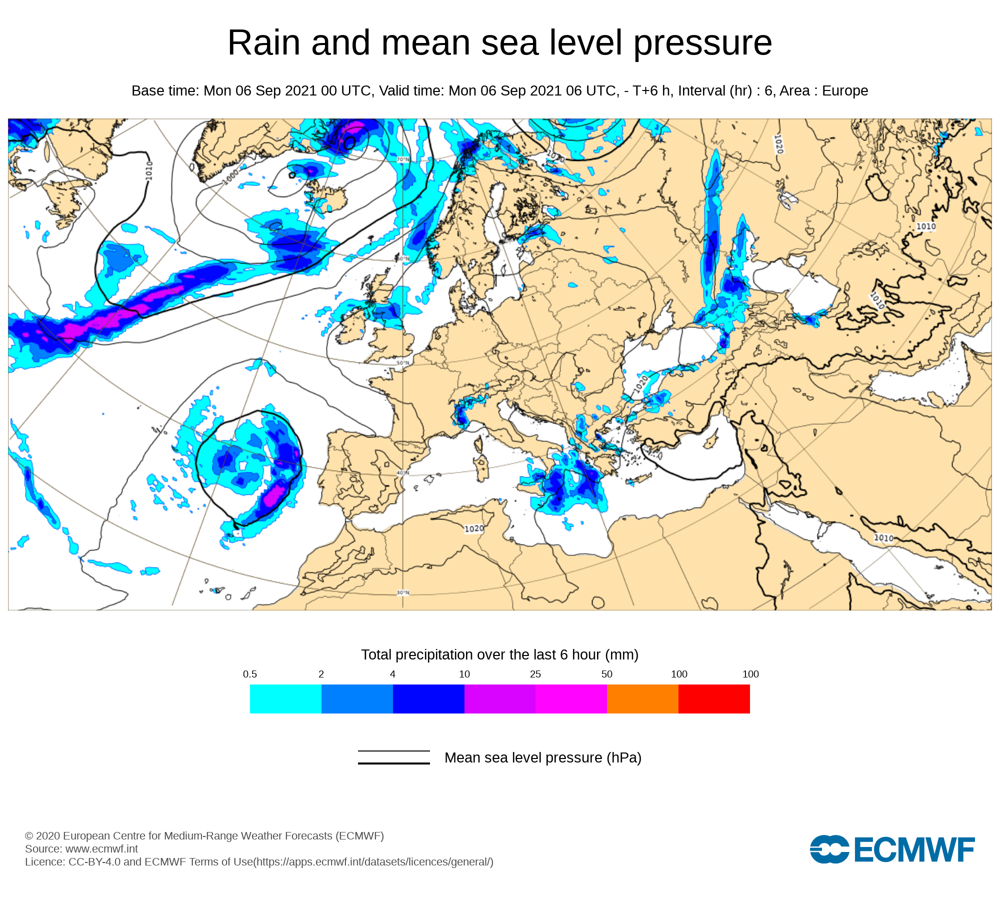 Rain and mean sea level pressure
Base time: Mon 06 Sep 2021 00 UTC, Valid time: Mon 06 Sep 2021 06 UTC, - T+6 h, Interval (hr) : 6, Area : Europe
1020
1010
70°N
1010
1000
1010
60°N
1010
50°N
1020
40°N
1020
1010
30°N
Total precipitation over the last 6 hour (mm)
0.5 2 4 10 25 50 100 100
Mean sea level pressure (hPa)
© 2020 European Centre for Medium-Range Weather Forecasts (ECMWF)
Source: www.ecmwf.int
Licence: CC-BY-4.0 and ECMWF Terms of Use(https://apps.ecmwf.int/datasets/licences/general/)
ECMWF